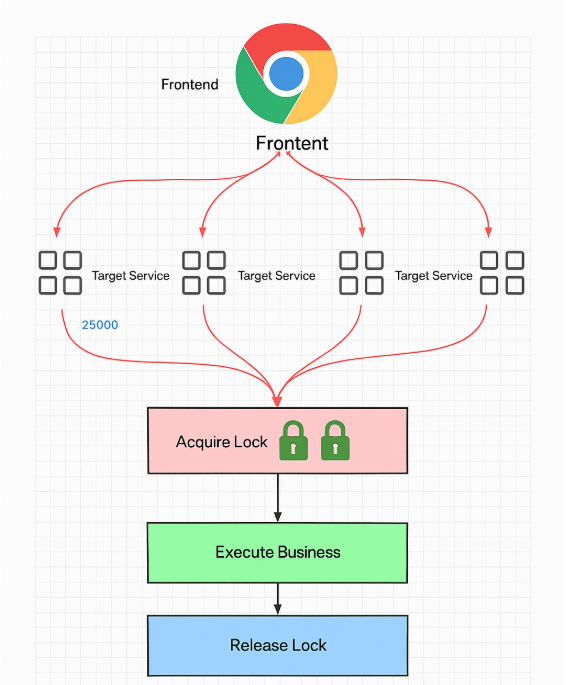 Frontend
Frontent
Target Service
Target Service
Target Service
25000
Acquire Lock
Execute Business
Release Lock